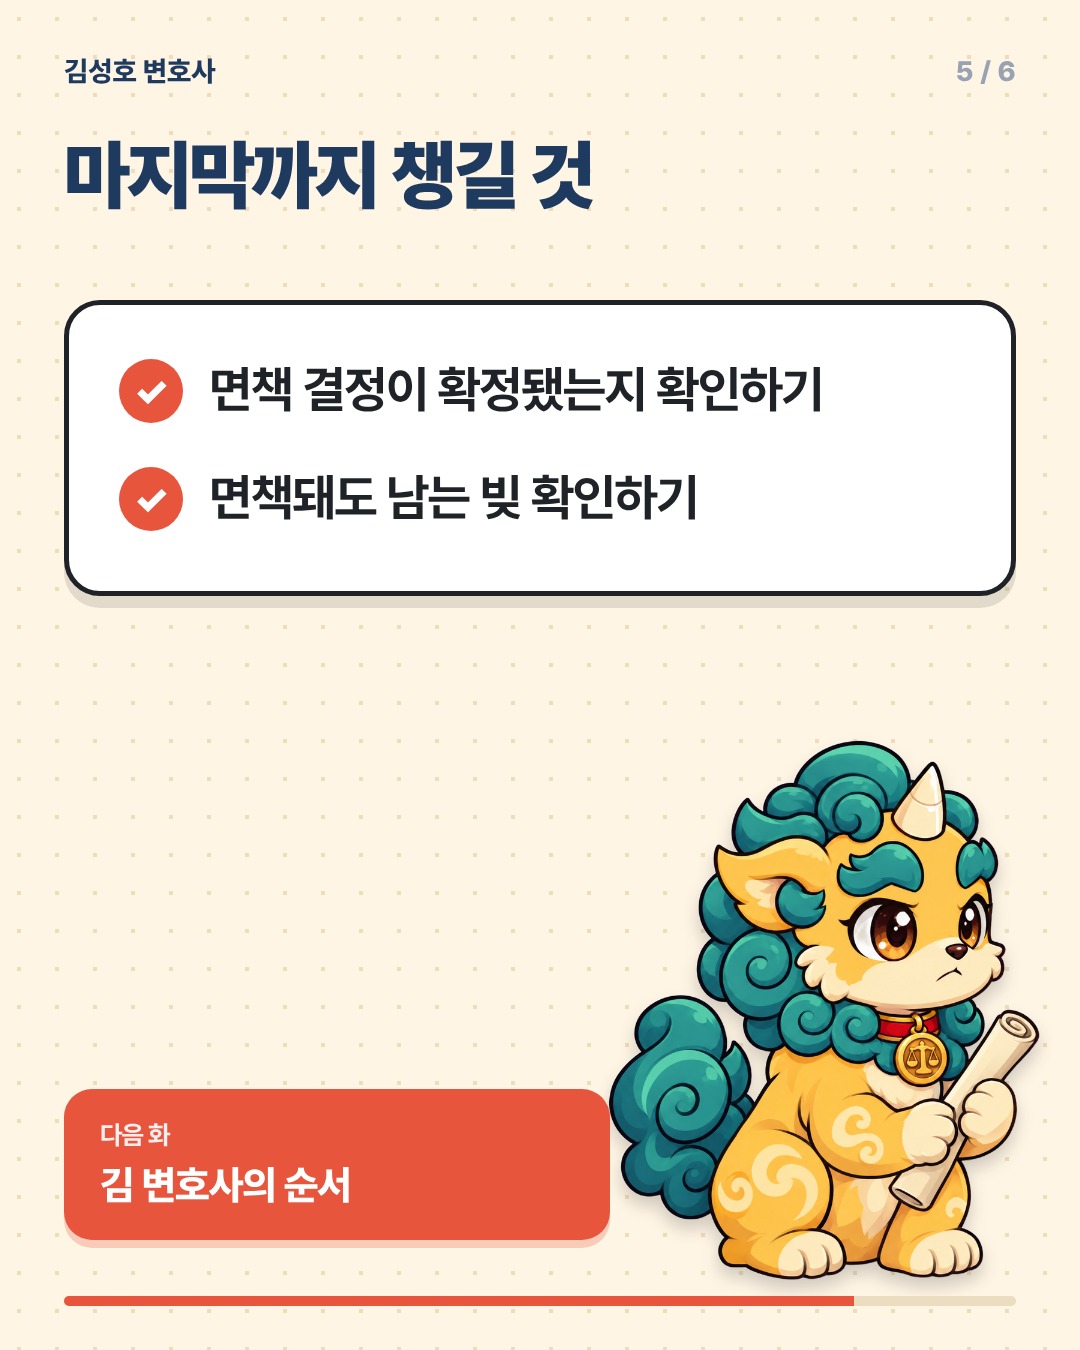 김성호 변호사
5 / 6
마지막까지 챙길 것
면책 결정이 확정됐는지 확인하기
면책돼도 남는 빚 확인하기
다음 화
김 변호사의 순서